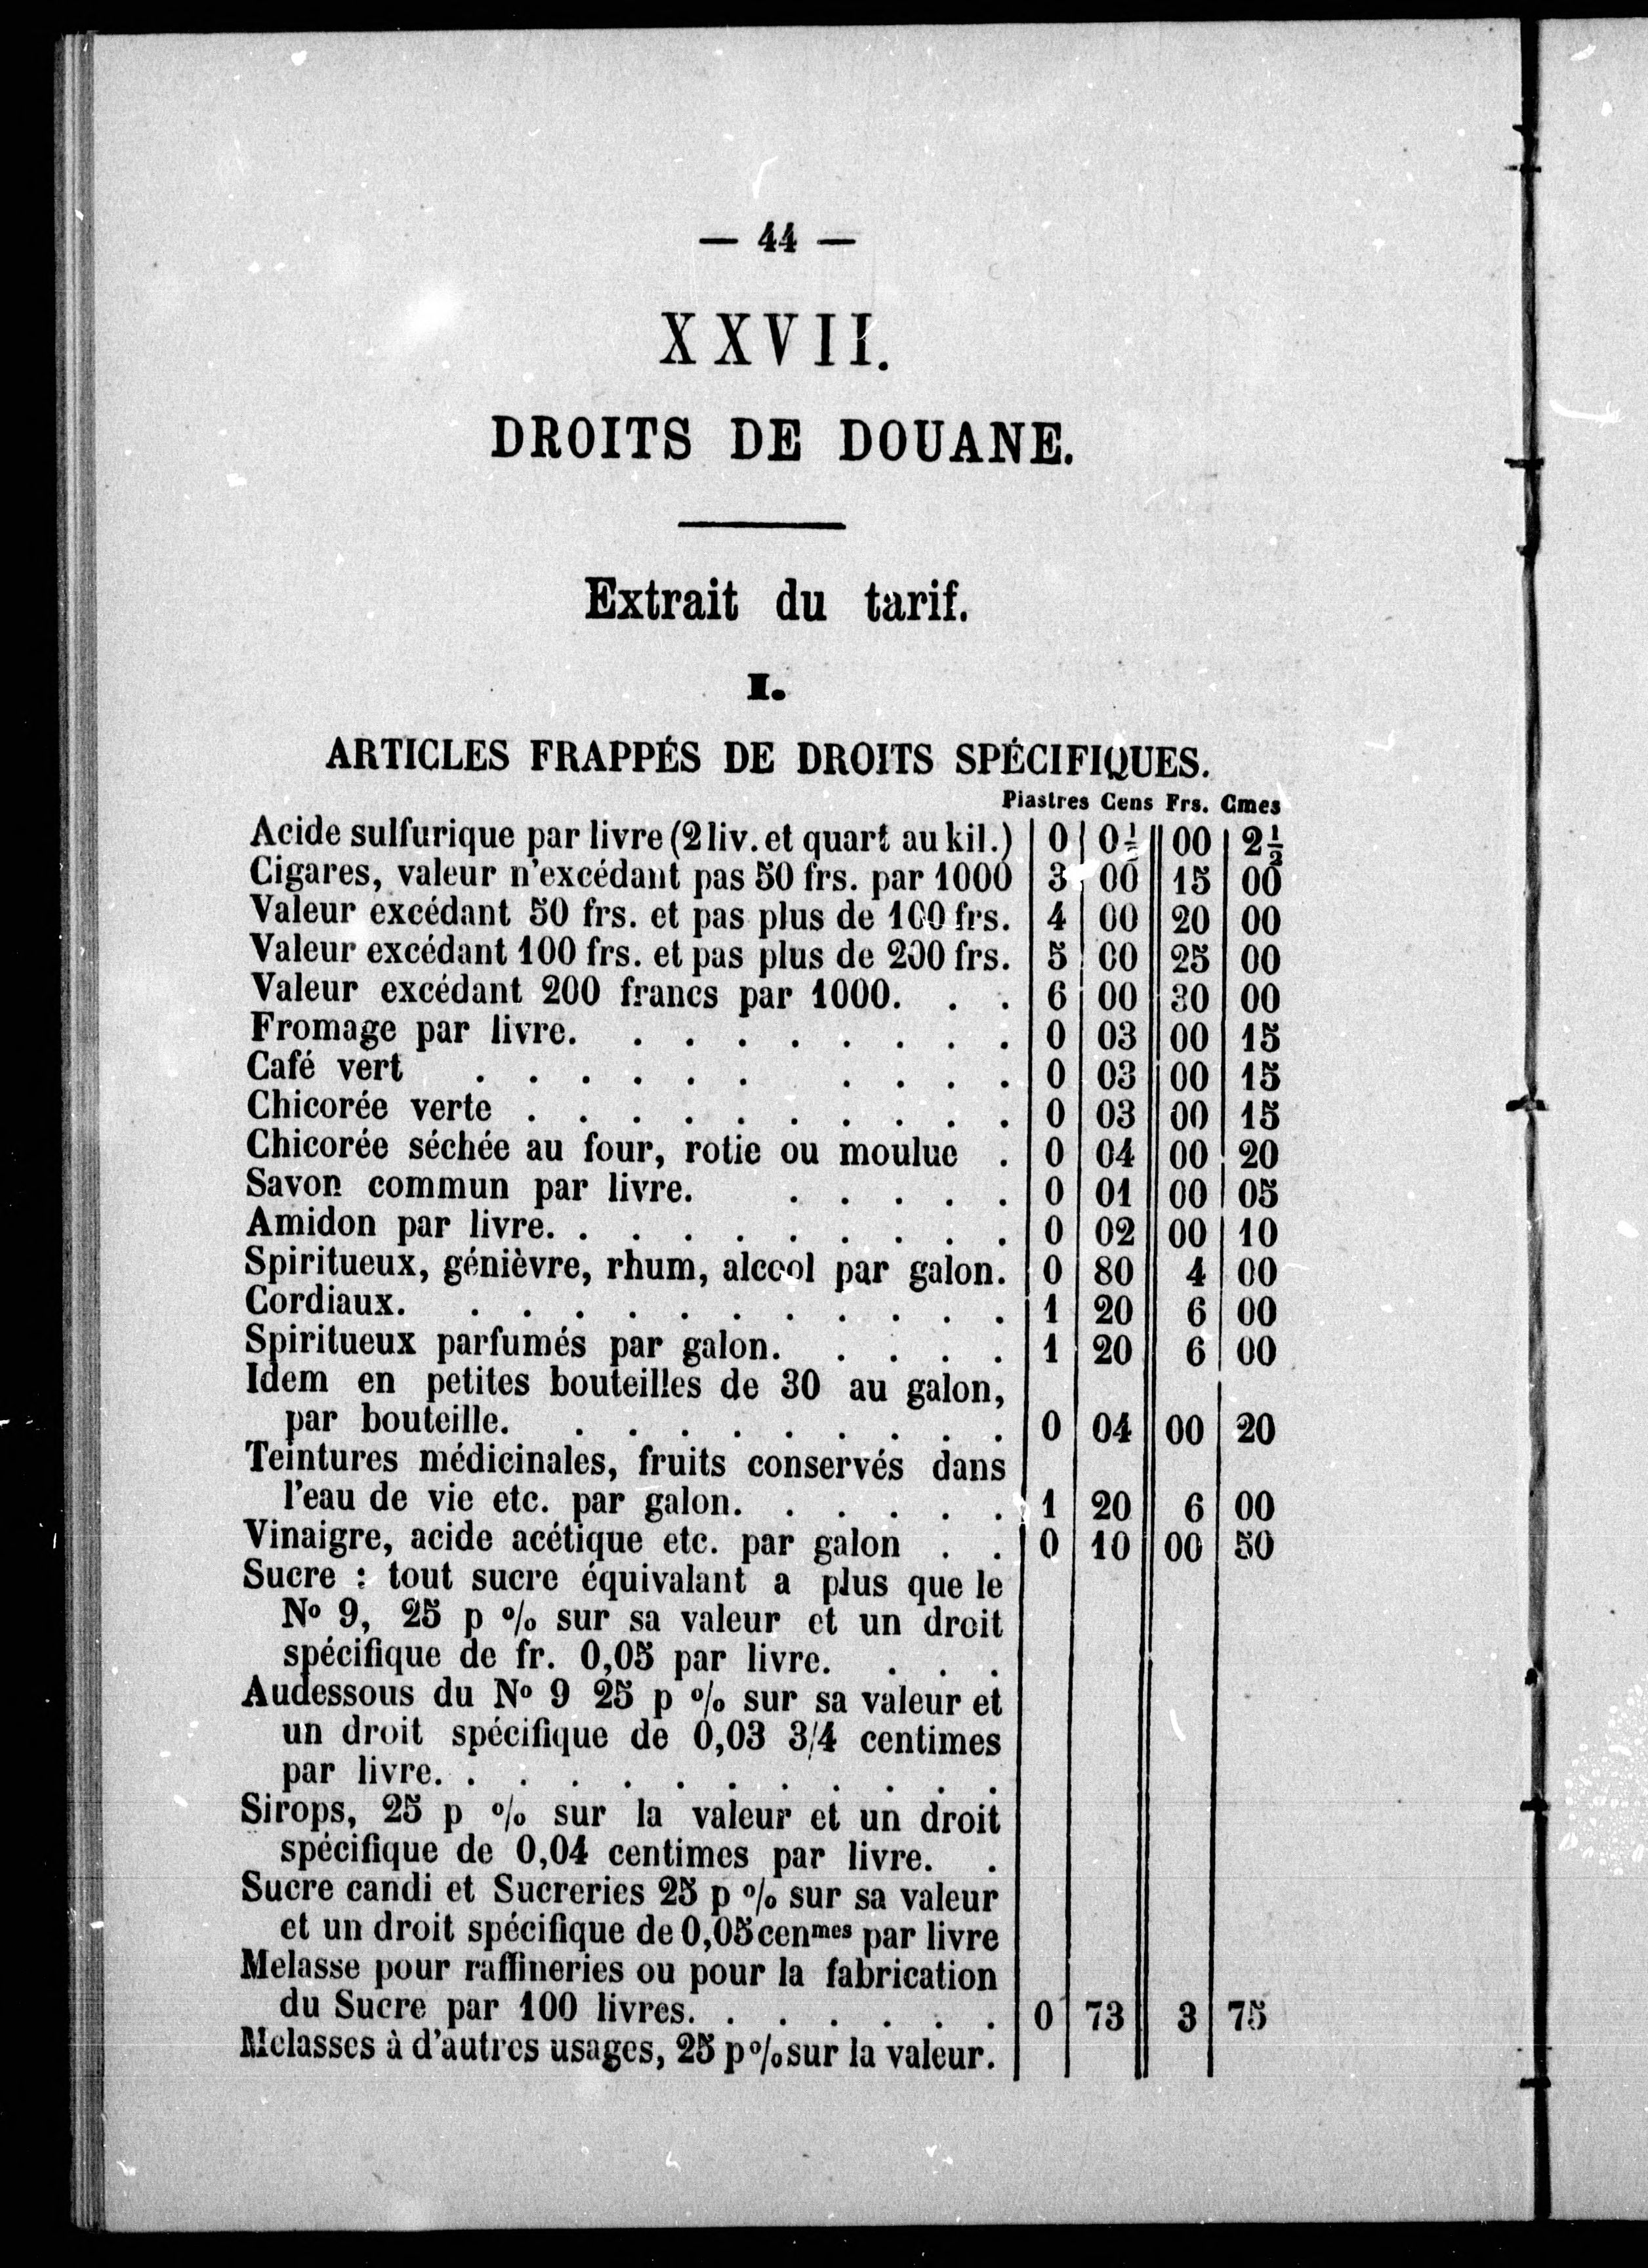 — 44 —
XXVII.
DROITS DE DOUANE.
Extrait du tarif.
I.
ARTICLES FRAPPÉS DE DROITS SPÉCIFIQUES.
Piastres Cens Frs. Cmes
Acide sulfurique par livre (2 liv. et quart au kil.) 0 0½ 00 2½
Cigares, valeur n'excédant pas 50 frs. par 1000 3 00 15 00
Valeur excédant 50 frs. et pas plus de 100 frs. 4 00 20 00
Valeur excédant 100 frs. et pas plus de 200 frs. 5 00 25 00
Valeur excédant 200 francs par 1000. . . 6 00 30 00
Fromage par livre. . . . . . . . . 0 03 00 15
Café vert . . . . . . . . . . 0 03 00 15
Chicorée verte . . . . . . . . . . 0 03 00 15
Chicorée séchée au four, rotie ou moulue . 0 04 00 20
Savon commun par livre. . . . . . 0 01 00 05
Amidon par livre. . . . . . . . . . 0 02 00 10
Spiritueux, génièvre, rhum, alcool par galon. 0 80 4 00
Cordiaux. . . . . . . . . . . . 1 20 6 00
Spiritueux parfumés par galon. . . . . 1 20 6 00
Idem en petites bouteilles de 30 au galon,
par bouteille. . . . . . . . . . 0 04 00 20
Teintures médicinales, fruits conservés dans
l'eau de vie etc. par galon. . . . . . 1 20 6 00
Vinaigre, acide acétique etc. par galon . . 0 10 00 50
Sucre : tout sucre équivalant a plus que le
No 9, 25 p % sur sa valeur et un droit
spécifique de fr. 0,05 par livre. . . .
Audessous du No 9 25 p % sur sa valeur et
un droit spécifique de 0,03 3/4 centimes
par livre. . . . . . . . . . . .
Sirops, 25 p % sur la valeur et un droit
spécifique de 0,04 centimes par livre. .
Sucre candi et Sucreries 25 p % sur sa valeur
et un droit spécifique de 0,05 cenmes par livre
Melasse pour raffineries ou pour la fabrication
du Sucre par 100 livres. . . . . . . 0 73 3 75
Melasses à d'autres usages, 25 p % sur la valeur.